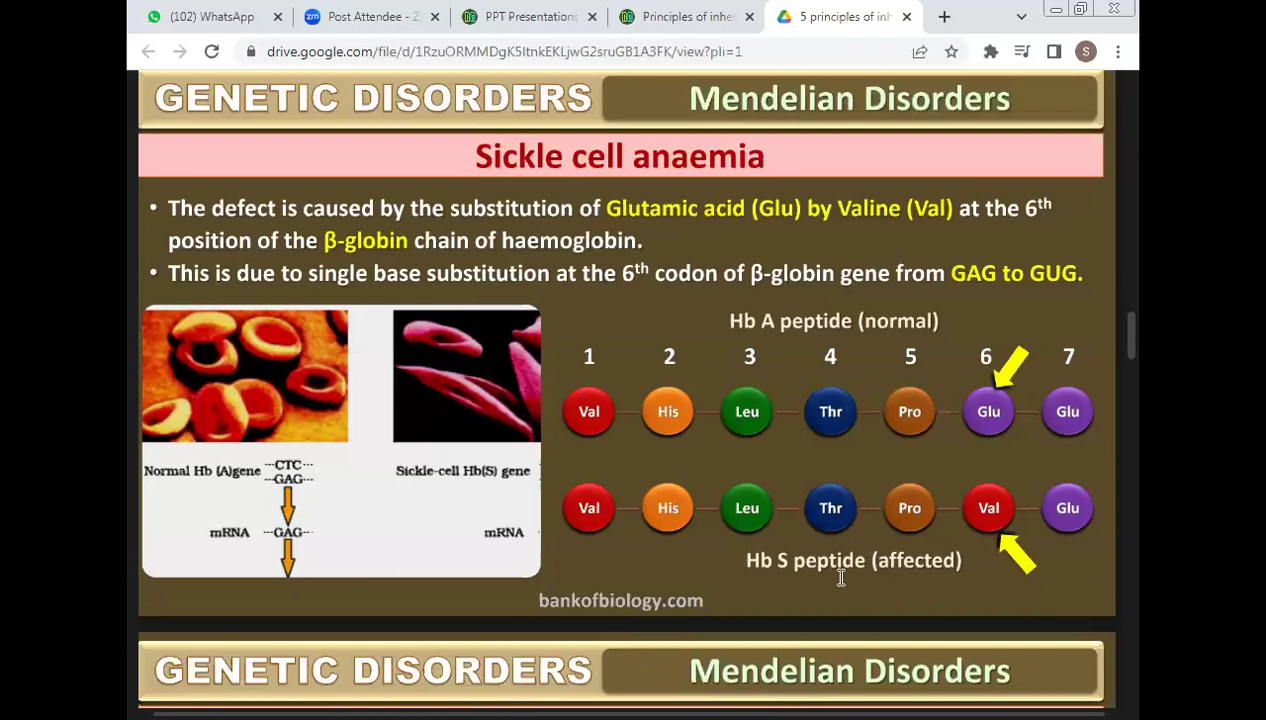 (102) WhatsApp
Post Attendee - Z
PPT Presentations
Principles of inher
5 principles of inh
drive.google.com/file/d/1RzuORMMDgK5ItnkEKLjwG2sruGB1A3FK/view?pli=1
S
GENETIC DISORDERS
Mendelian Disorders
Sickle cell anaemia
• The defect is caused by the substitution of Glutamic acid (Glu) by Valine (Val) at the 6th
position of the β-globin chain of haemoglobin.
• This is due to single base substitution at the 6th codon of β-globin gene from GAG to GUG.
Hb A peptide (normal)
1 2 3 4 5 6 7
Val His Leu Thr Pro Glu Glu
Normal Hb (A)gene
--CTC--
--GAG--
Sickle-cell Hb(S) gene
mRNA
-GAG-
mRNA
Val His Leu Thr Pro Val Glu
Hb S peptide (affected)
bankofbiology.com
GENETIC DISORDERS
Mendelian Disorders